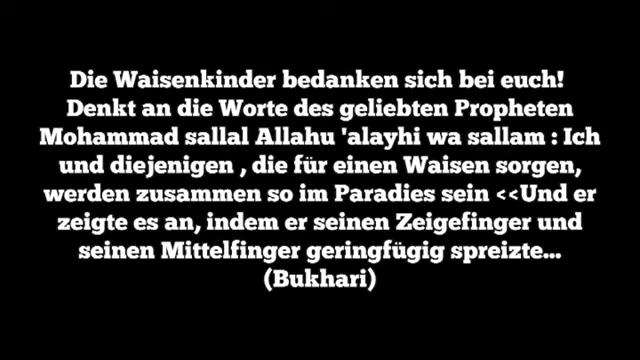 Die Waisenkinder bedanken sich bei euch!
Denkt an die Worte des geliebten Propheten
Mohammad sallal Allahu 'alayhi wa sallam : Ich
und diejenigen , die für einen Waisen sorgen,
werden zusammen so im Paradies sein <<Und er
zeigte es an, indem er seinen Zeigefinger und
seinen Mittelfinger geringfügig spreizte...
(Bukhari)